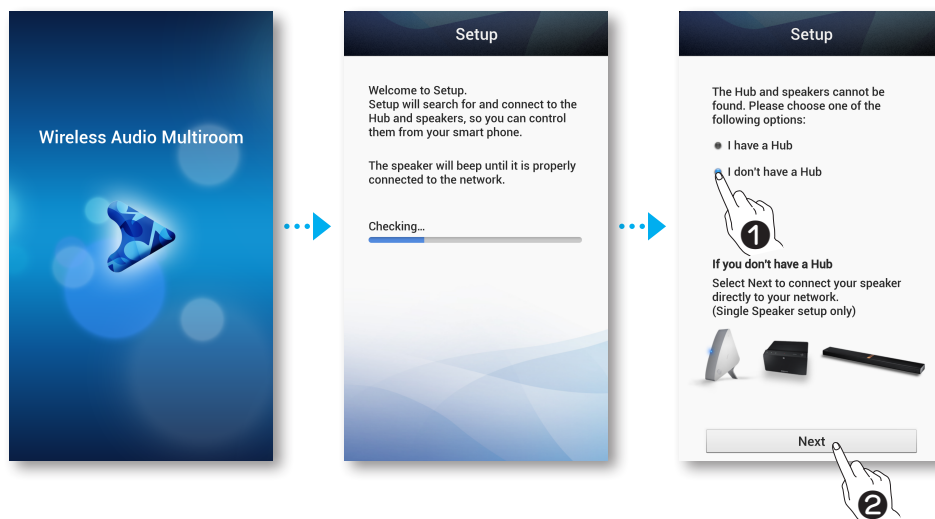 Wireless Audio Multiroom
Setup
Welcome to Setup.
Setup will search for and connect to the
Hub and speakers, so you can control
them from your smart phone.
The speaker will beep until it is properly
connected to the network.
Checking...
Setup
The Hub and speakers cannot be
found. Please choose one of the
following options:
I have a Hub
I don't have a Hub
1
If you don't have a Hub
Select Next to connect your speaker
directly to your network.
(Single Speaker setup only)
Next
2